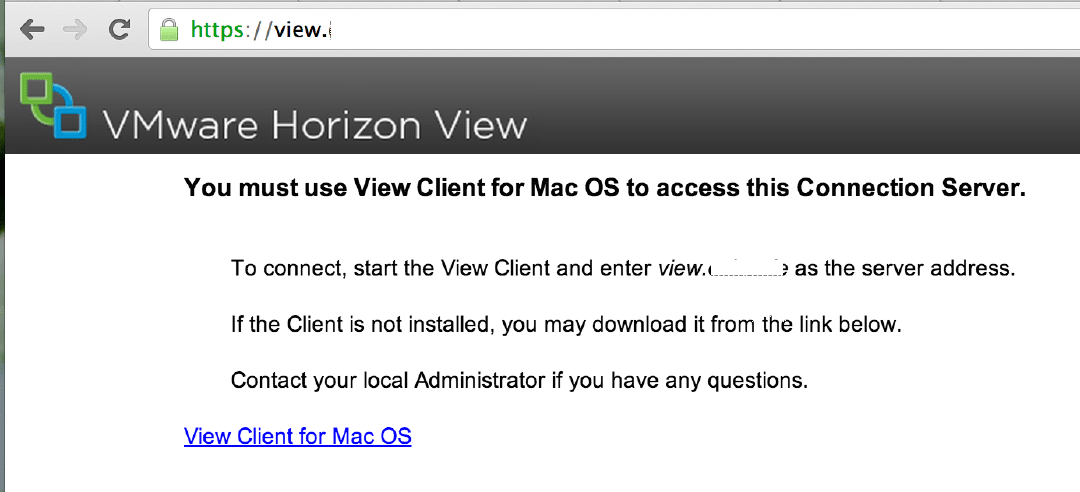 https://view.
VMware Horizon View
You must use View Client for Mac OS to access this Connection Server.
To connect, start the View Client and enter view. as the server address.
If the Client is not installed, you may download it from the link below.
Contact your local Administrator if you have any questions.
View Client for Mac OS